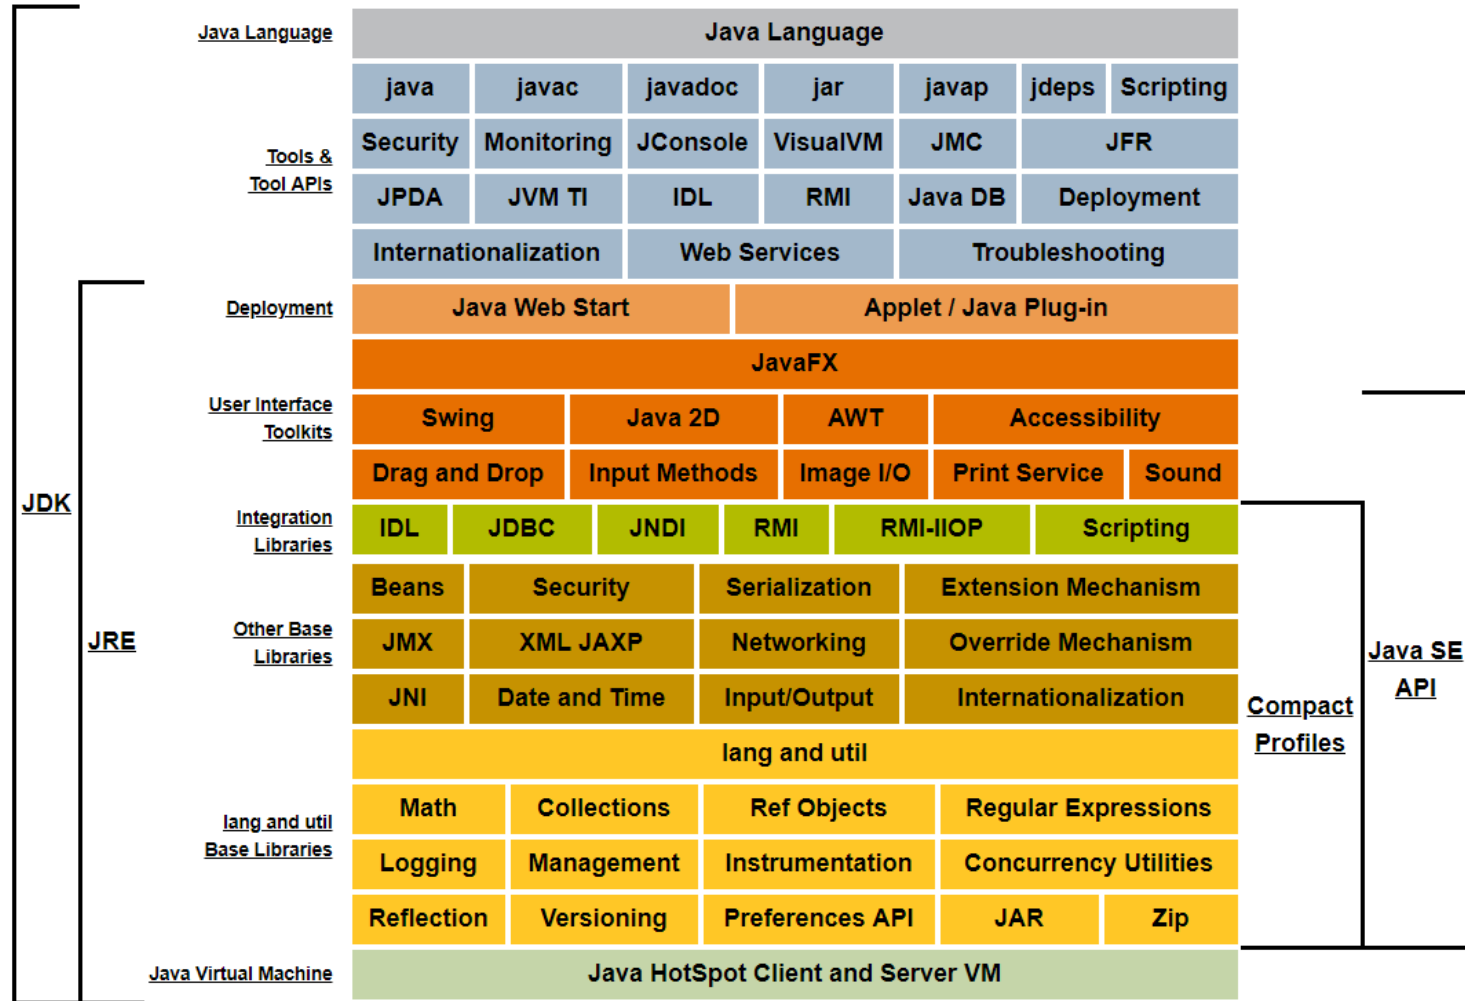 Java Language
Java Language
java javac javadoc jar javap jdeps Scripting
Tools &
Tool APIs
Security Monitoring JConsole VisualVM JMC JFR
JPDA JVM TI IDL RMI Java DB Deployment
Internationalization Web Services Troubleshooting
Deployment
Java Web Start Applet / Java Plug-in
JavaFX
User Interface
Toolkits
Swing Java 2D AWT Accessibility
Drag and Drop Input Methods Image I/O Print Service Sound
JDK
Integration
Libraries
IDL JDBC JNDI RMI RMI-IIOP Scripting
Beans Security Serialization Extension Mechanism
JRE
Other Base
Libraries
JMX XML JAXP Networking Override Mechanism
Java SE
API
JNI Date and Time Input/Output Internationalization
Compact
Profiles
lang and util
lang and util
Base Libraries
Math Collections Ref Objects Regular Expressions
Logging Management Instrumentation Concurrency Utilities
Reflection Versioning Preferences API JAR Zip
Java Virtual Machine
Java HotSpot Client and Server VM